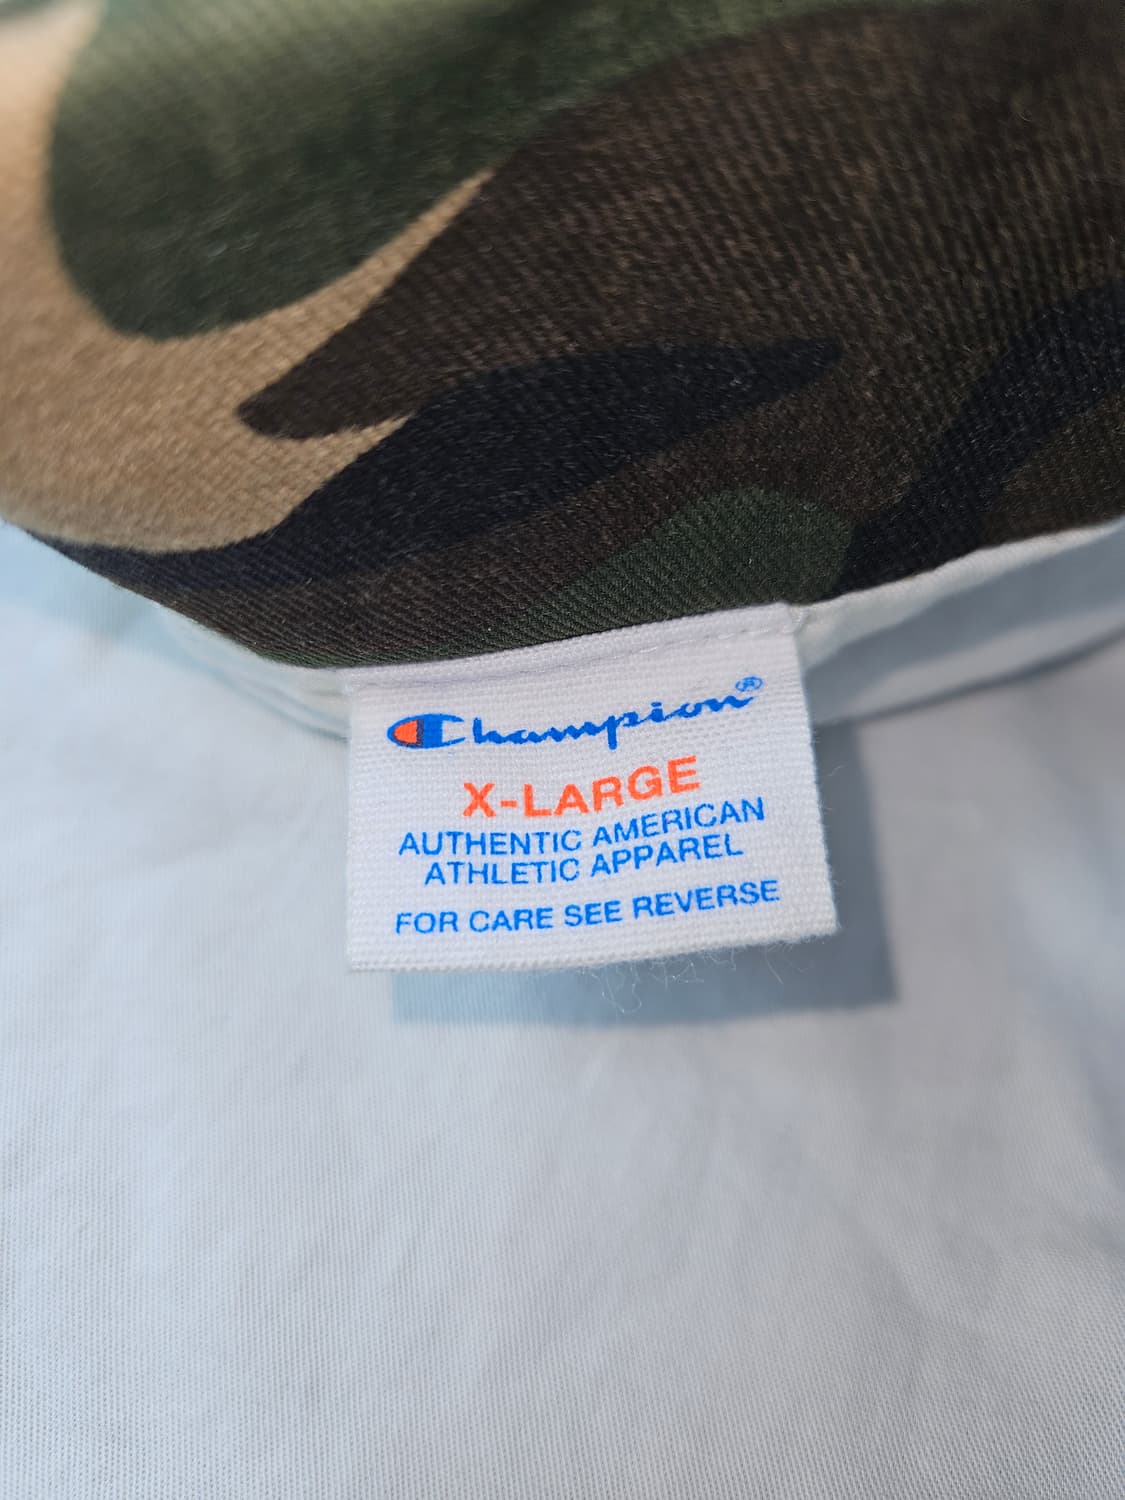 Champion®
X-LARGE
AUTHENTIC AMERICAN
ATHLETIC APPAREL
FOR CARE SEE REVERSE